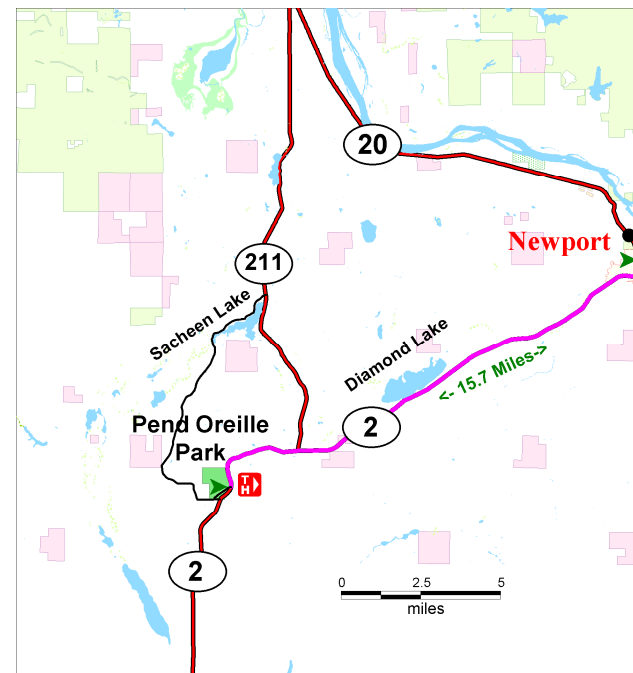 20
Newport
211
Sacheen Lake
Diamond Lake
<- 15.7 Miles->
2
Pend Oreille
Park
T
H
2
0 2.5 5
miles